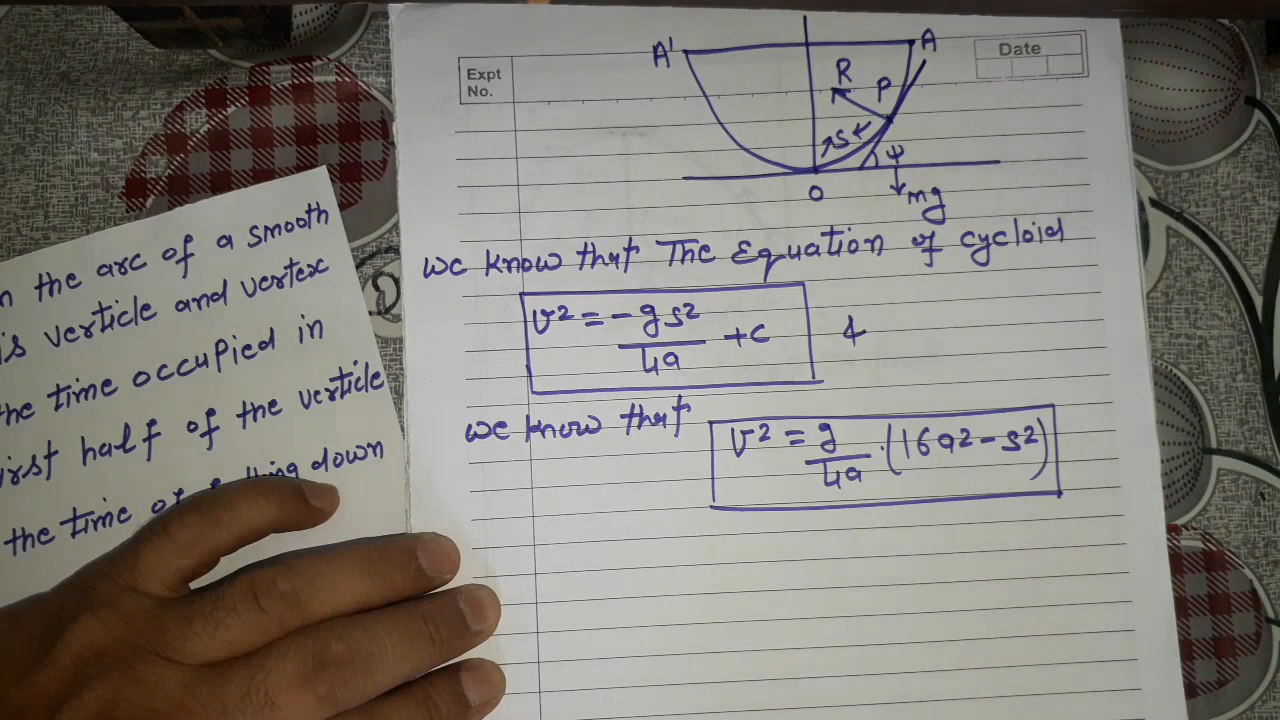 n the arc of a smooth
is verticle and vertex
the time occupied in
irst half of the verticle
the time of down
Expt
No.
Date
A'
A
R
P
S
ψ
O
mg
we know that The Equation of cycloid
v² = -gs²/4a + c &
we know that v² = g/4a · (16a² - s²)